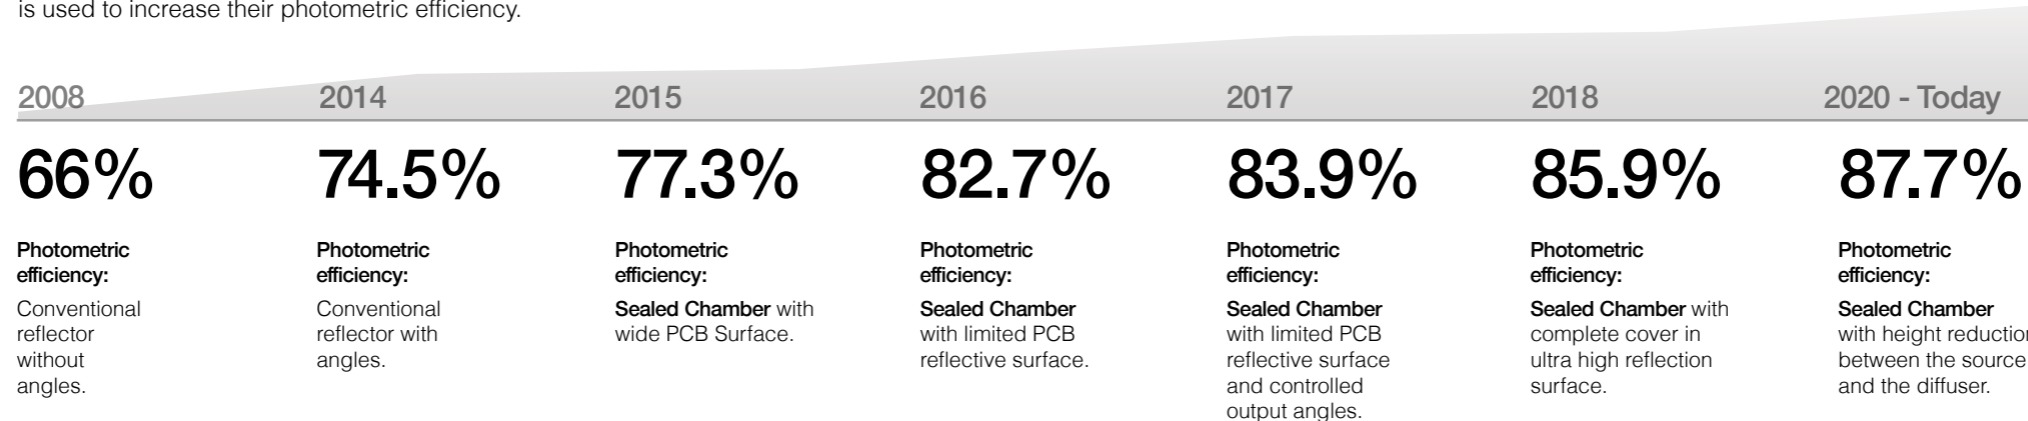 is used to increase their photometric efficiency.
2008
2014
2015
2016
2017
2018
2020 - Today
66%
74.5%
77.3%
82.7%
83.9%
85.9%
87.7%
Photometric
efficiency:
Conventional
reflector
without
angles.
Photometric
efficiency:
Conventional
reflector with
angles.
Photometric
efficiency:
Sealed Chamber with
wide PCB Surface.
Photometric
efficiency:
Sealed Chamber
with limited PCB
reflective surface.
Photometric
efficiency:
Sealed Chamber
with limited PCB
reflective surface
and controlled
output angles.
Photometric
efficiency:
Sealed Chamber with
complete cover in
ultra high reflection
surface.
Photometric
efficiency:
Sealed Chamber
with height reduction
between the source
and the diffuser.